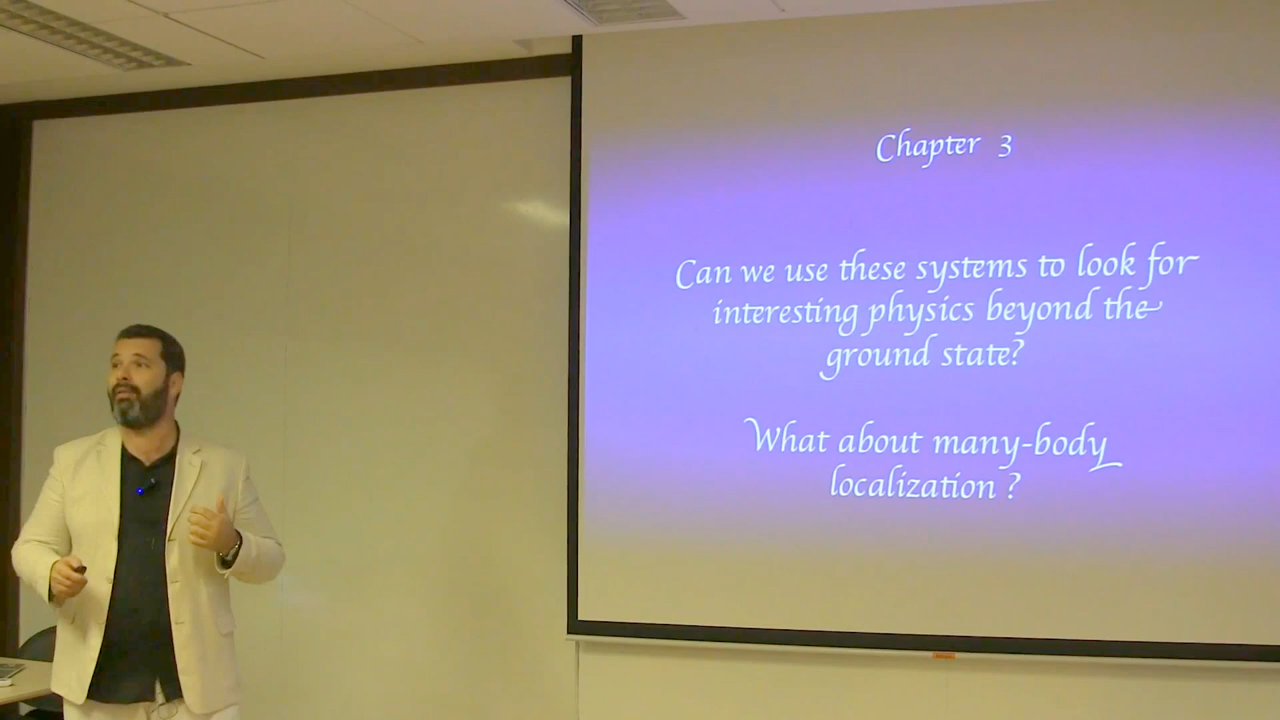 Chapter 3
Can we use these systems to look for
interesting physics beyond the
ground state?
What about many-body
localization ?